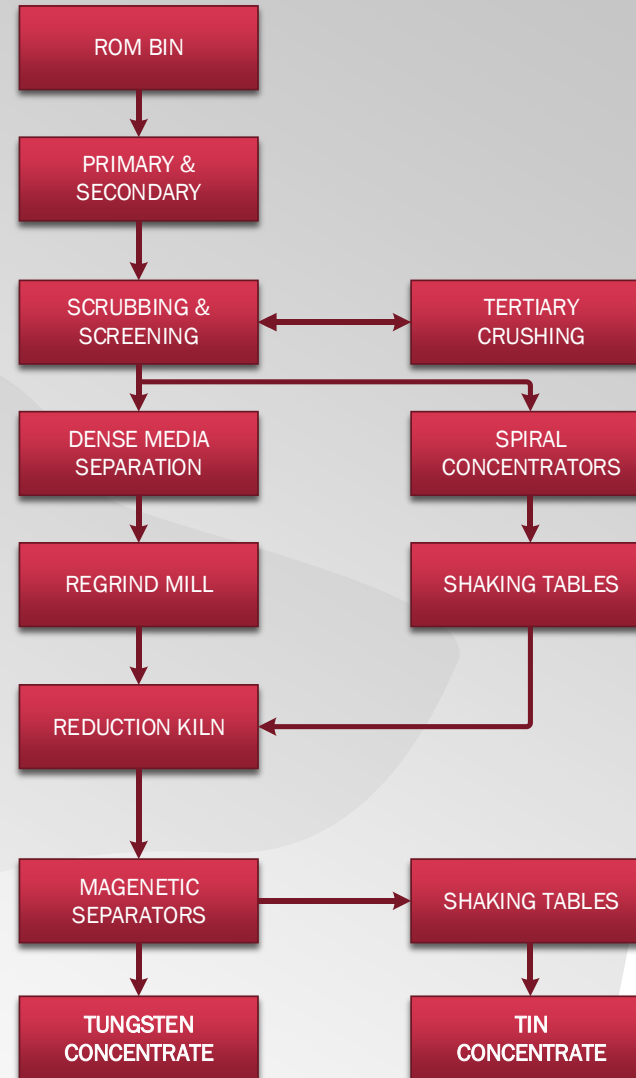 ROM BIN
PRIMARY &
SECONDARY
SCRUBBING &
SCREENING
TERTIARY
CRUSHING
DENSE MEDIA
SEPARATION
SPIRAL
CONCENTRATORS
REGRIND MILL
SHAKING TABLES
REDUCTION KILN
MAGENETIC
SEPARATORS
SHAKING TABLES
TUNGSTEN
CONCENTRATE
TIN
CONCENTRATE